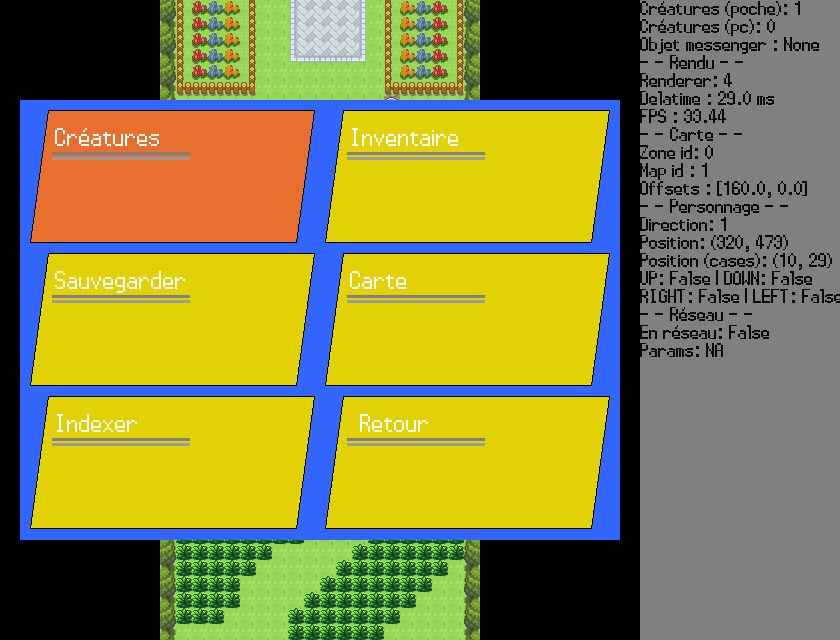 Créatures
Inventaire
Sauvegarder
Carte
Indexer
Retour
Créatures (poche): 1
Créatures (pc): 0
Objet messenger : None
- - Rendu - -
Renderer: 4
Delatime : 29.0 ms
FPS : 33.44
- - Carte - -
Zone id: 0
Map id : 1
Offsets : [160.0, 0.0]
- - Personnage - -
Direction: 1
Position: (320, 473)
Position (cases): (10, 29)
UP: False | DOWN: False
RIGHT: False | LEFT: False
- - Réseau - -
En réseau: False
Params: NA